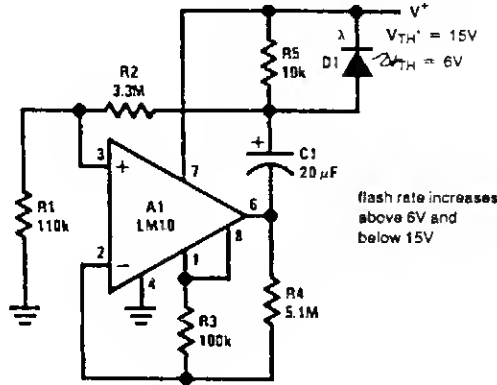 V+
λ
VTH' = 15V
VTH = 6V
R5
10k
D1
R2
3.3M
+
C1
20 µF
3
+
7
R1
110k
A1
LM10
6
flash rate increases
above 6V and
below 15V
2
−
8
1
4
R4
5.1M
R3
100k